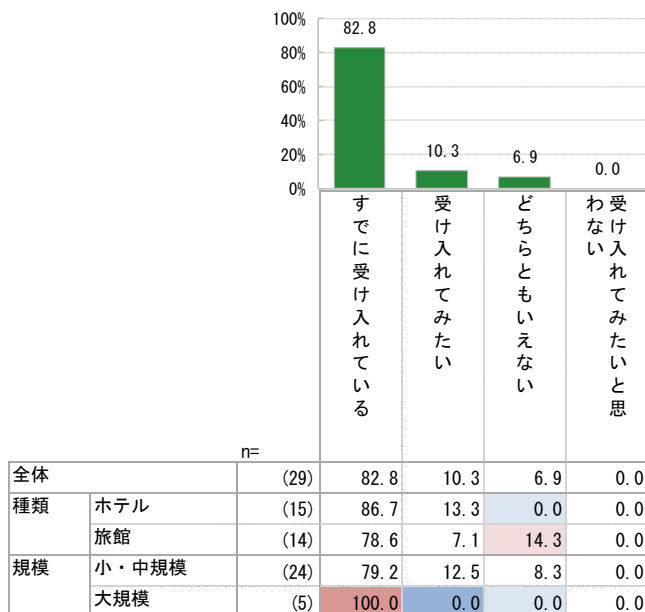 100%
80%
60%
40%
20%
0%
82.8
10.3
6.9
0.0
すでに受け入れている
受け入れてみたい
どちらともいえない
受け入れてみたいと思
わない
n=
全体 (29) 82.8 10.3 6.9 0.0
種類 ホテル (15) 86.7 13.3 0.0 0.0
旅館 (14) 78.6 7.1 14.3 0.0
規模 小・中規模 (24) 79.2 12.5 8.3 0.0
大規模 (5) 100.0 0.0 0.0 0.0